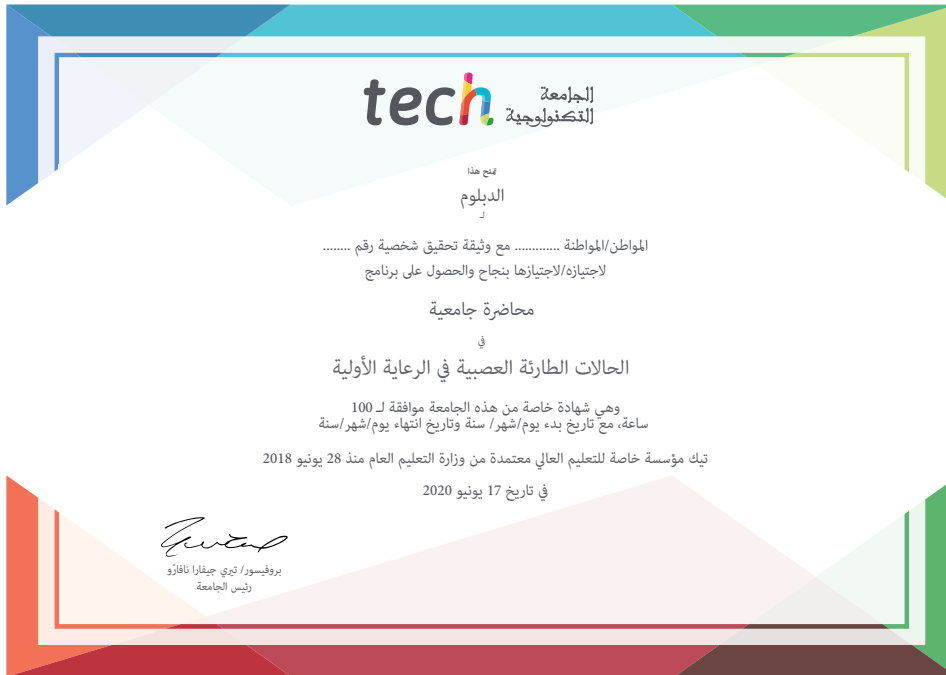 tech الجامعة
التكنولوجية
يمنح هذا
الدبلوم
لـ
المواطن/المواطنة ............ مع وثيقة تحقيق شخصية رقم ........
لاجتيازه/لاجتيازها بنجاح والحصول على برنامج
محاضرة جامعية
في
الحالات الطارئة العصبية في الرعاية الأولية
وهي شهادة خاصة من هذه الجامعة موافقة لـ 100
ساعة، مع تاريخ بدء يوم/شهر/ سنة وتاريخ انتهاء يوم/شهر/سنة
تيك مؤسسة خاصة للتعليم العالي معتمدة من وزارة التعليم العام منذ 28 يونيو 2018
في تاريخ 17 يونيو 2020
بروفيسور/ تيري جيفارا نافارّو
رئيس الجامعة